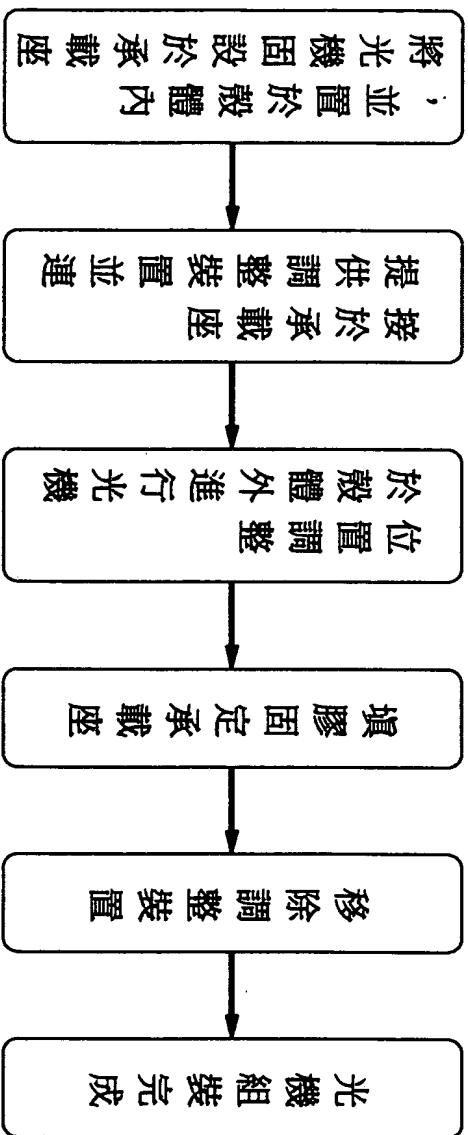 將光機固設於承載座
，並置於殼體內
提供調整裝置並連
接於承載座
於殼體外進行光機
位置調整
填膠固定承載座
移除調整裝置
光機組裝完成